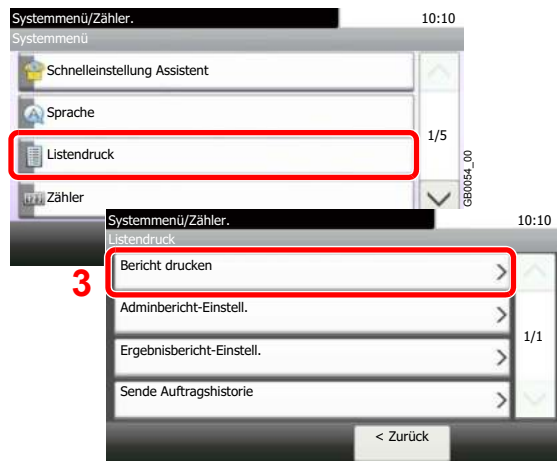 Systemmenü/Zähler.
10:10
Systemmenü
Schnelleinstellung Assistent
Sprache
Listendruck
1/5
Zähler
GB0054_00
Systemmenü/Zähler.
10:10
Listendruck
3
Bericht drucken
Adminbericht-Einstell.
1/1
Ergebnisbericht-Einstell.
Sende Auftragshistorie
< Zurück